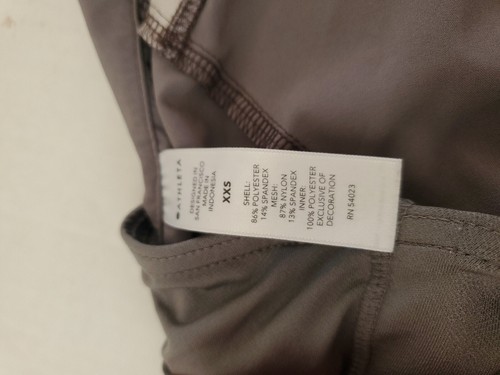 ATHLETA
DESIGNED IN
SAN FRANCISCO
MADE IN
INDONESIA
XXS
SHELL:
86% POLYESTER
14% SPANDEX
MESH:
87% NYLON
13% SPANDEX
INNER:
100% POLYESTER
EXCLUSIVE OF
DECORATION
RN 54023